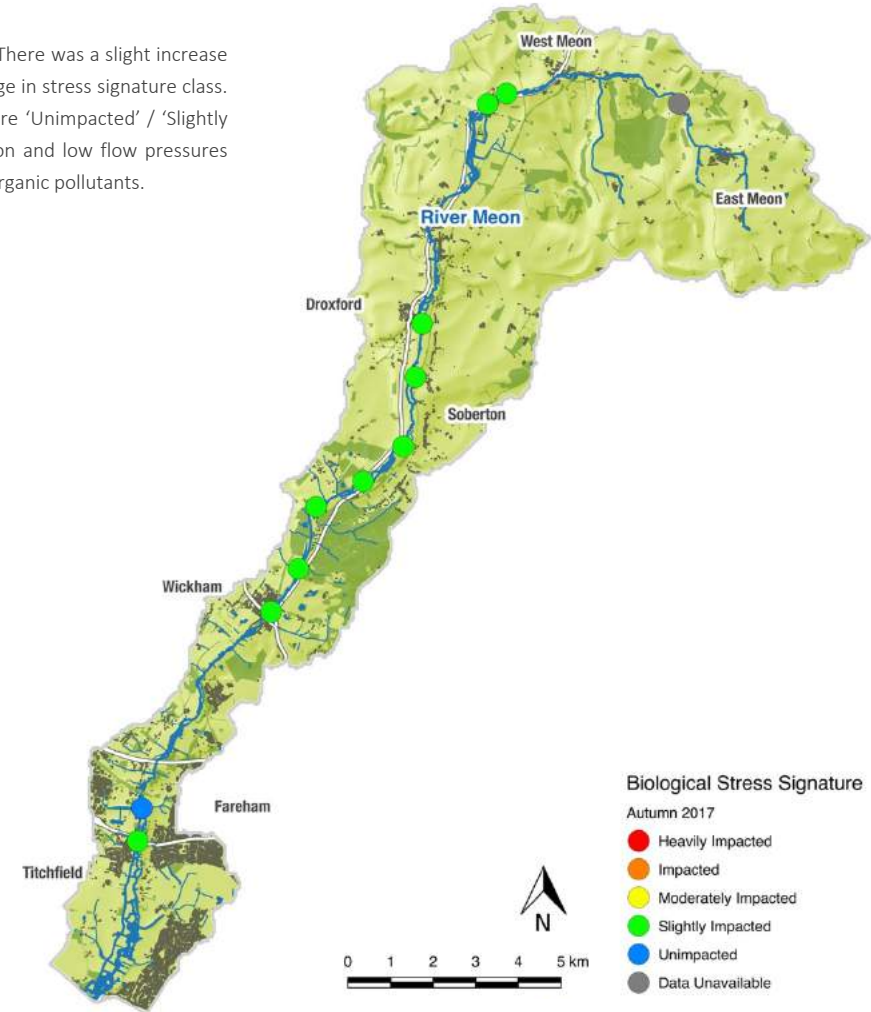 There was a slight increase
ge in stress signature class.
re ‘Unimpacted’ / ‘Slightly
on and low flow pressures
rganic pollutants.
West Meon
East Meon
River Meon
Droxford
Soberton
Wickham
Fareham
Titchfield
Biological Stress Signature
Autumn 2017
Heavily Impacted
Impacted
Moderately Impacted
Slightly Impacted
Unimpacted
Data Unavailable
N
0 1 2 3 4 5 km